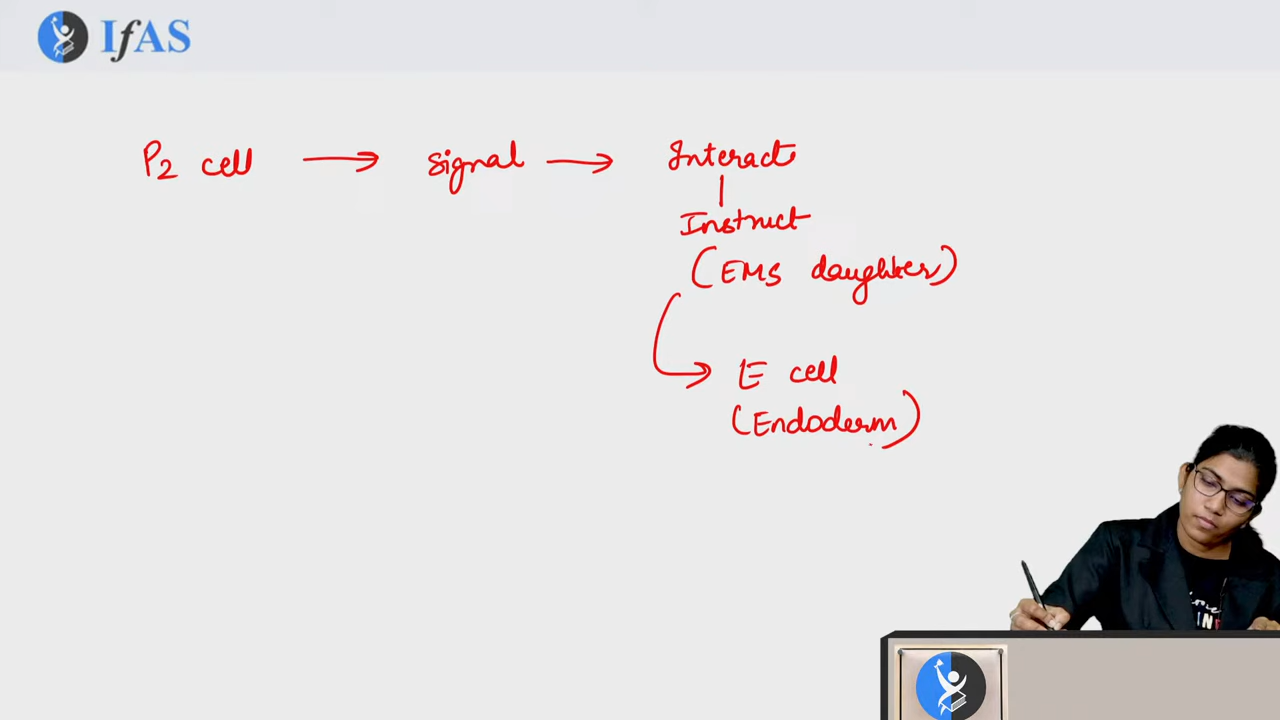 IfAS
P2 cell → signal → Interact
Instruct
(EMS daughter)
E cell
(Endoderm)